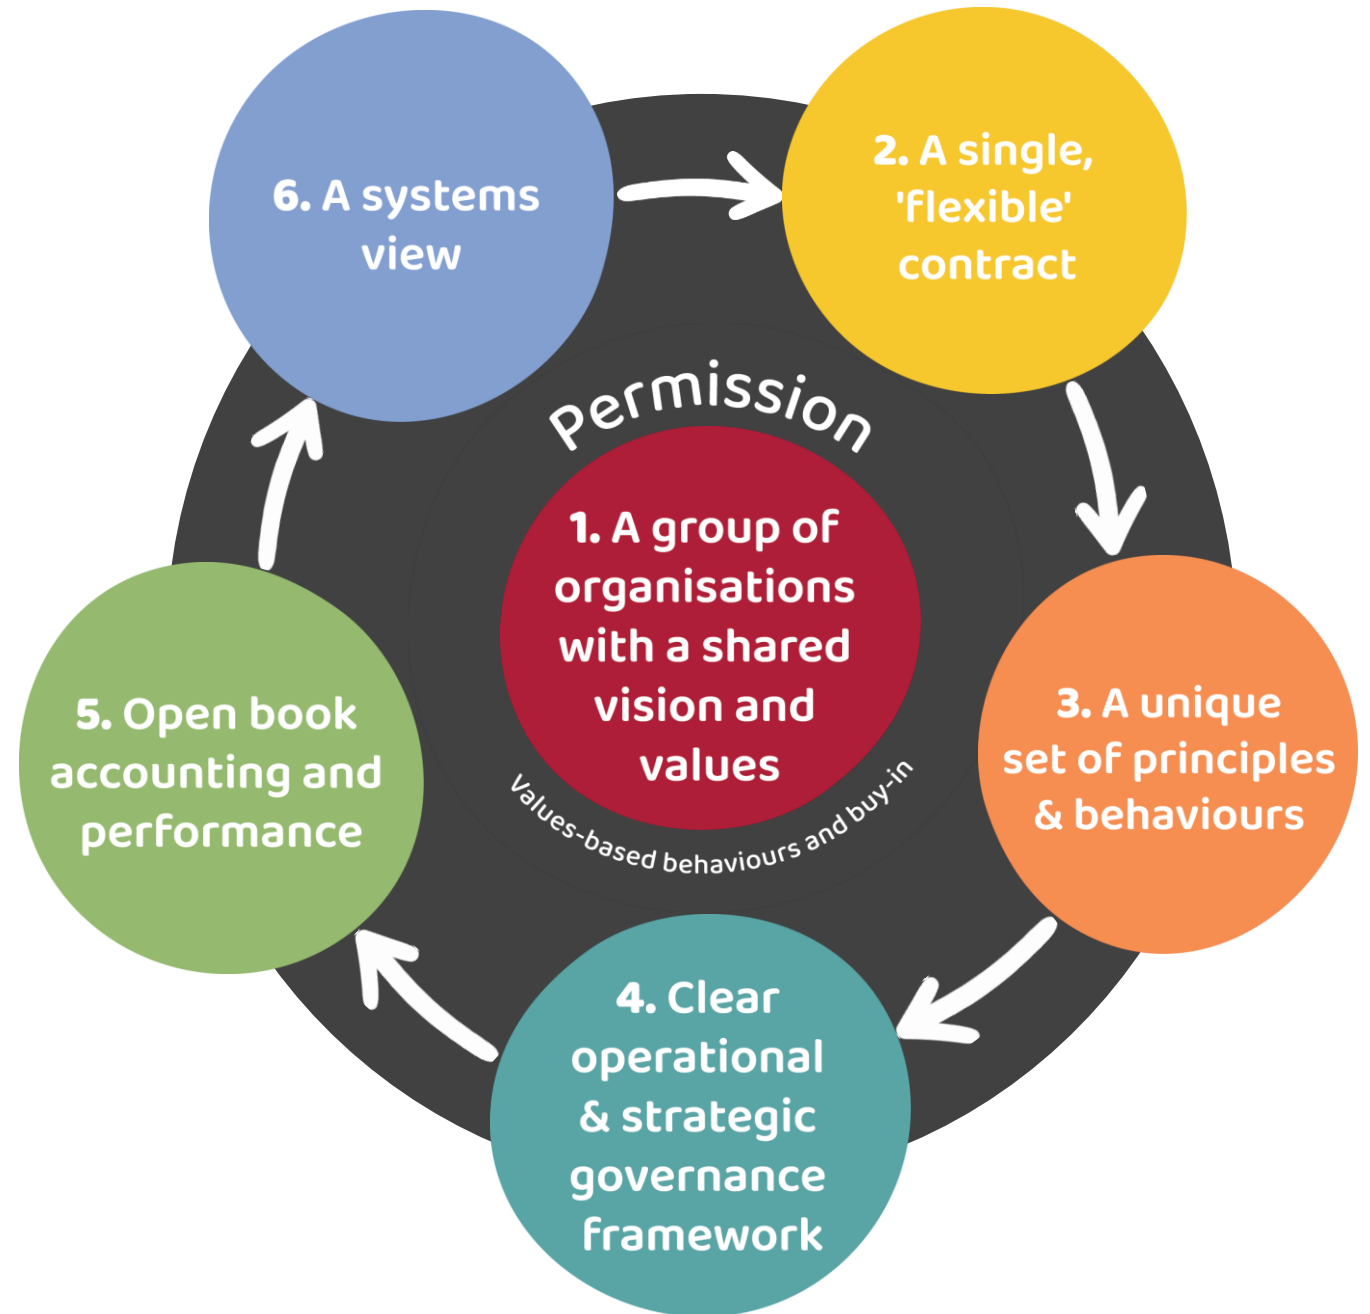 Permission
1. A group of
organisations
with a shared
vision and
values
values-based behaviours and buy-in
2. A single,
'flexible'
contract
3. A unique
set of principles
& behaviours
4. Clear
operational
& strategic
governance
framework
5. Open book
accounting and
performance
6. A systems
view